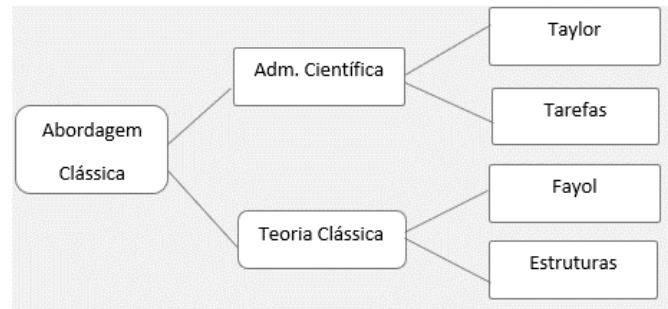 Abordagem
Clássica
Adm. Científica
Teoria Clássica
Taylor
Tarefas
Fayol
Estruturas